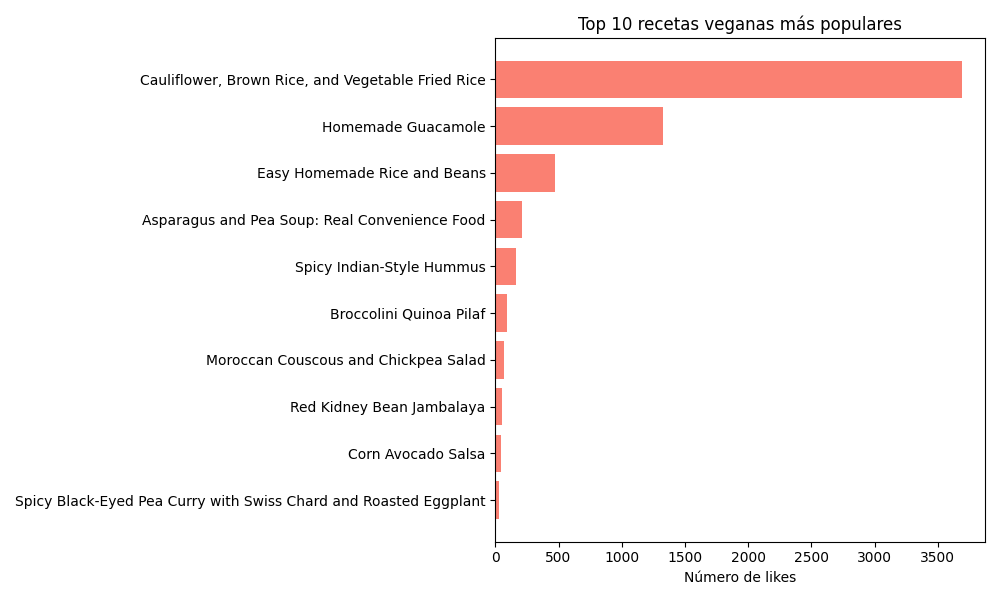 Top 10 recetas veganas más populares
Cauliflower, Brown Rice, and Vegetable Fried Rice
Homemade Guacamole
Easy Homemade Rice and Beans
Asparagus and Pea Soup: Real Convenience Food
Spicy Indian-Style Hummus
Broccolini Quinoa Pilaf
Moroccan Couscous and Chickpea Salad
Red Kidney Bean Jambalaya
Corn Avocado Salsa
Spicy Black-Eyed Pea Curry with Swiss Chard and Roasted Eggplant
0 500 1000 1500 2000 2500 3000 3500
Número de likes